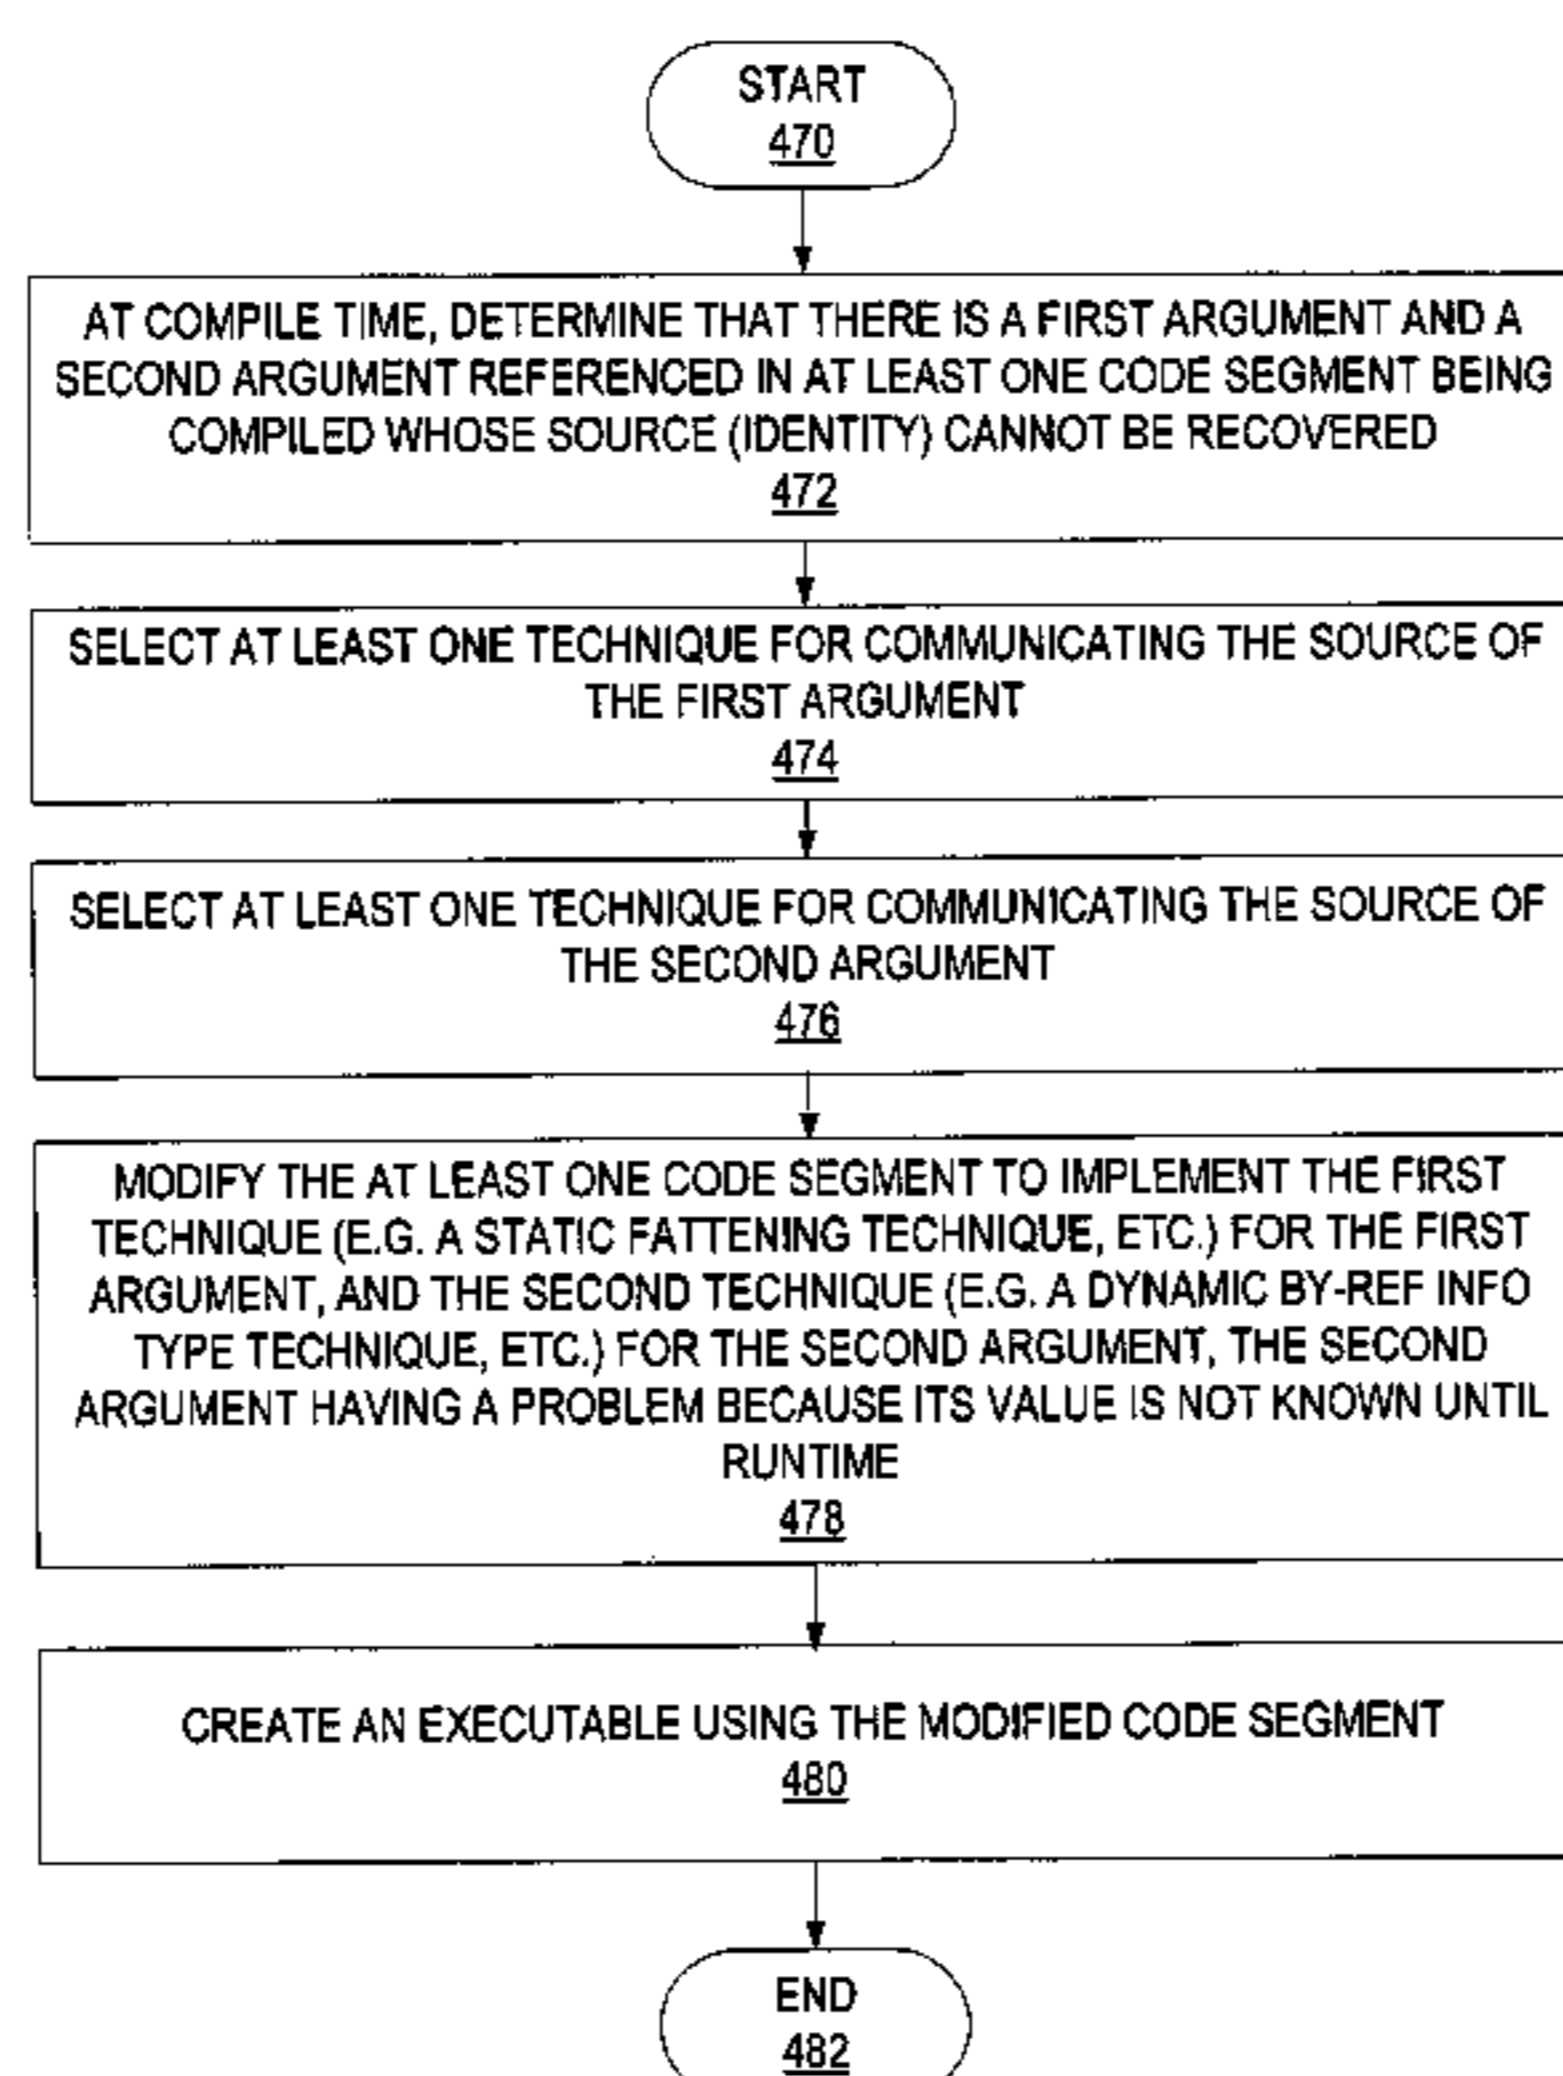 START
470
AT COMPILE TIME, DETERMINE THAT THERE IS A FIRST ARGUMENT AND A
SECOND ARGUMENT REFERENCED IN AT LEAST ONE CODE SEGMENT BEING
COMPILED WHOSE SOURCE (IDENTITY) CANNOT BE RECOVERED
472
SELECT AT LEAST ONE TECHNIQUE FOR COMMUNICATING THE SOURCE OF
THE FIRST ARGUMENT
474
SELECT AT LEAST ONE TECHNIQUE FOR COMMUNICATING THE SOURCE OF
THE SECOND ARGUMENT
476
MODIFY THE AT LEAST ONE CODE SEGMENT TO IMPLEMENT THE FIRST
TECHNIQUE (E.G. A STATIC FATTENING TECHNIQUE, ETC.) FOR THE FIRST
ARGUMENT, AND THE SECOND TECHNIQUE (E.G. A DYNAMIC BY-REF INFO
TYPE TECHNIQUE, ETC.) FOR THE SECOND ARGUMENT, THE SECOND
ARGUMENT HAVING A PROBLEM BECAUSE ITS VALUE IS NOT KNOWN UNTIL
RUNTIME
478
CREATE AN EXECUTABLE USING THE MODIFIED CODE SEGMENT
480
END
482